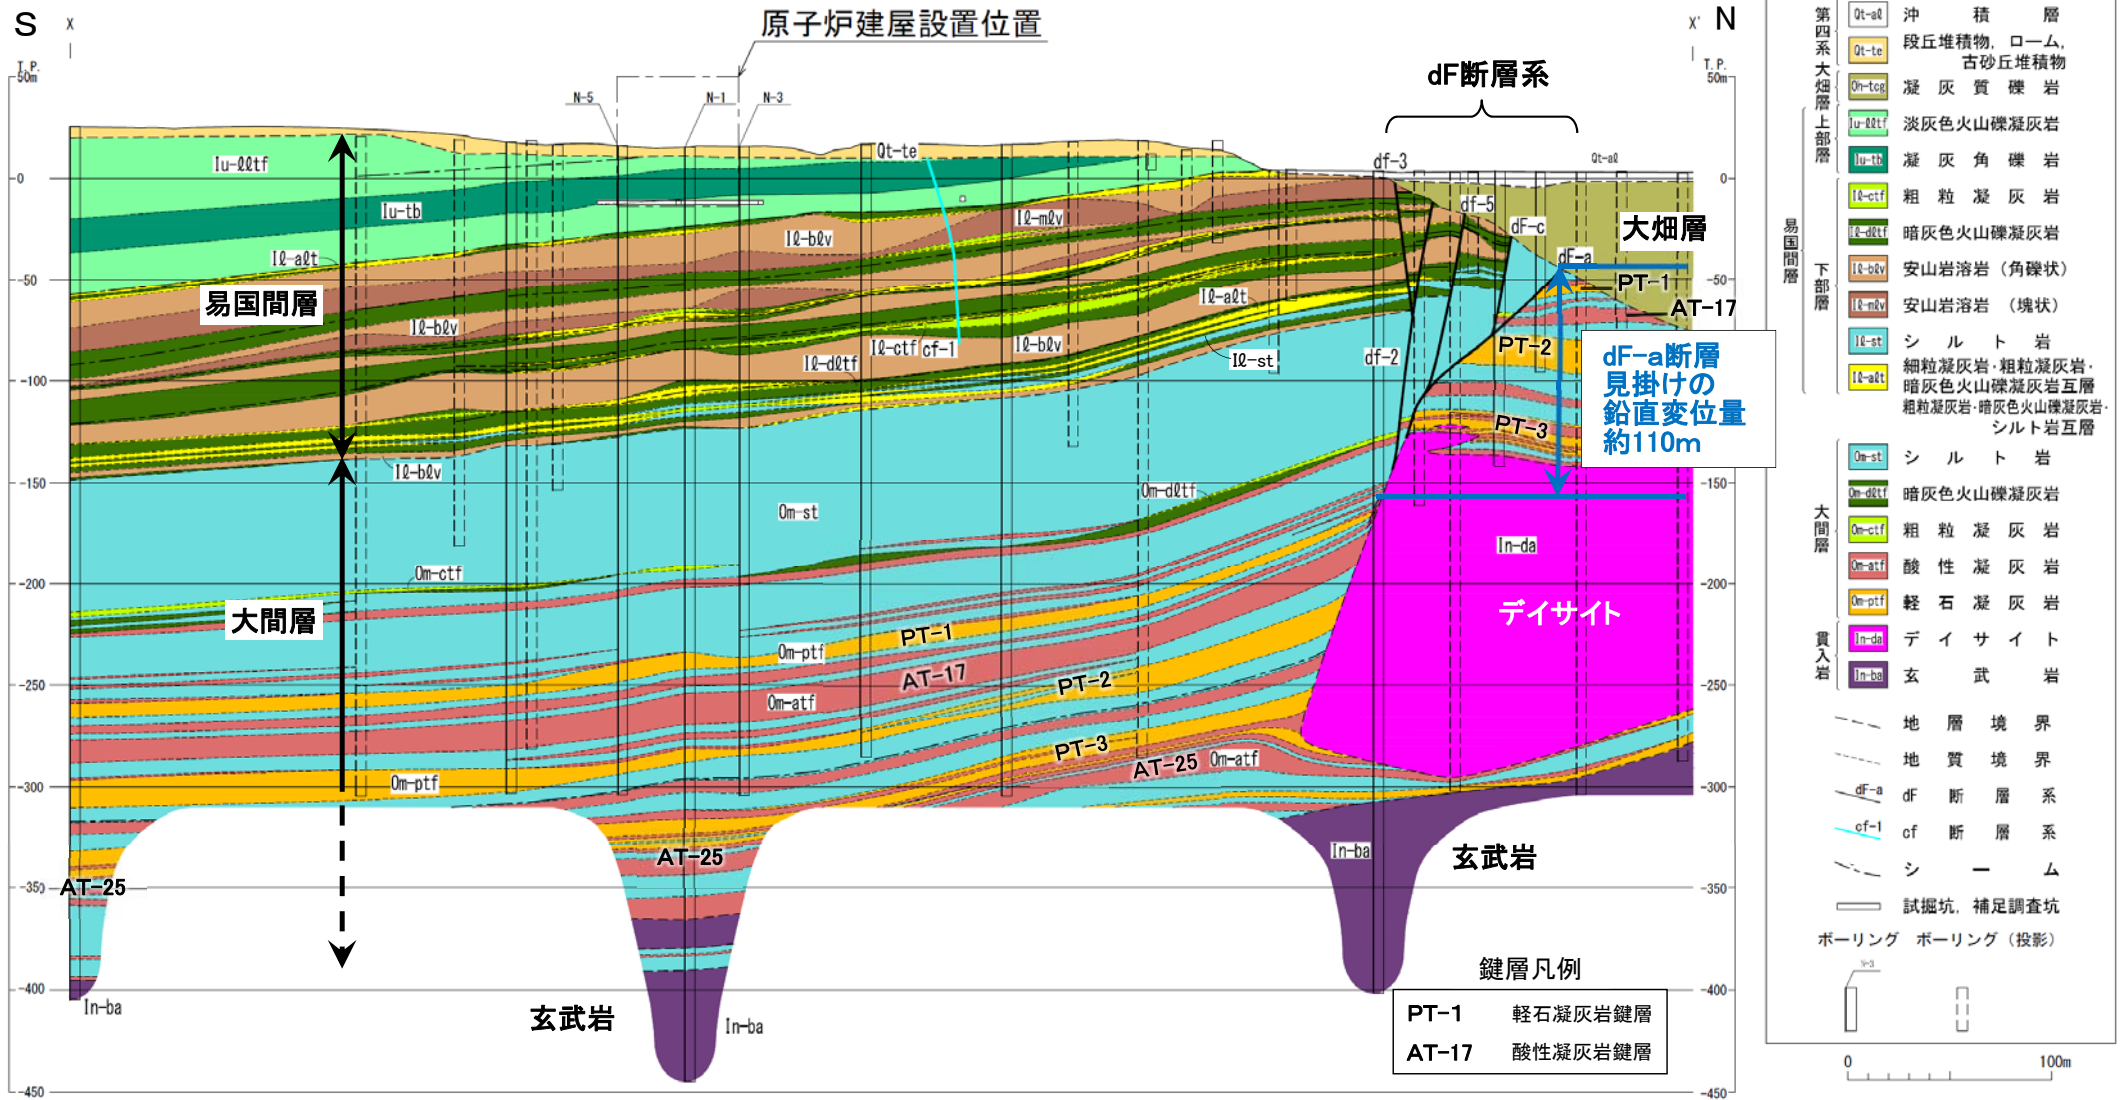 S
X
原子炉建屋設置位置
X'
N
T.P.
50m
T.P.
50m
dF断層系
N-5
N-1
N-3
Qt-te
df-3
Qt-aℓ
Iu-ℓℓtf
0
0
Iu-tb
Iℓ-mℓv
df-5
dF-c
大畑層
Iℓ-aℓt
Iℓ-bℓv
dF-a
-50
-50
PT-1
易国間層
Iℓ-aℓt
AT-17
Iℓ-bℓv
Iℓ-ctf
cf-1
Iℓ-bℓv
Iℓ-st
df-2
PT-2
Iℓ-dℓtf
dF-a断層
見掛けの
鉛直変位量
約110m
-100
PT-3
Iℓ-bℓv
-150
-150
Om-dℓtf
Om-st
In-da
Om-ctf
-200
-200
大間層
デイサイト
PT-1
Om-ptf
AT-17
PT-2
-250
-250
Om-atf
PT-3
AT-25
Om-atf
Om-ptf
-300
-300
AT-25
In-ba
玄武岩
-350
AT-25
-350
鍵層凡例
-400
-400
In-ba
PT-1 軽石凝灰岩鍵層
玄武岩
In-ba
AT-17 酸性凝灰岩鍵層
-450
-450
第四系
Qt-aℓ 沖積層
Qt-te 段丘堆積物, ローム,
古砂丘堆積物
大畑層
Oh-tcg 凝灰質礫岩
易国間層
上部層
Iu-ℓℓtf 淡灰色火山礫凝灰岩
Iu-tb 凝灰角礫岩
下部層
Iℓ-ctf 粗粒凝灰岩
Iℓ-dℓtf 暗灰色火山礫凝灰岩
Iℓ-bℓv 安山岩溶岩（角礫状）
Iℓ-mℓv 安山岩溶岩（塊状）
Iℓ-st シルト岩
Iℓ-aℓt 細粒凝灰岩・粗粒凝灰岩・
暗灰色火山礫凝灰岩互層
粗粒凝灰岩・暗灰色火山礫凝灰岩・
シルト岩互層
大間層
Om-st シルト岩
Om-dℓtf 暗灰色火山礫凝灰岩
Om-ctf 粗粒凝灰岩
Om-atf 酸性凝灰岩
Om-ptf 軽石凝灰岩
貫入岩
In-da デイサイト
In-ba 玄武岩
地層境界
地質境界
dF-a dF断層系
cf-1 cf断層系
シーム
試掘坑, 補足調査坑
ボーリング ボーリング（投影）
N-3
0 100m